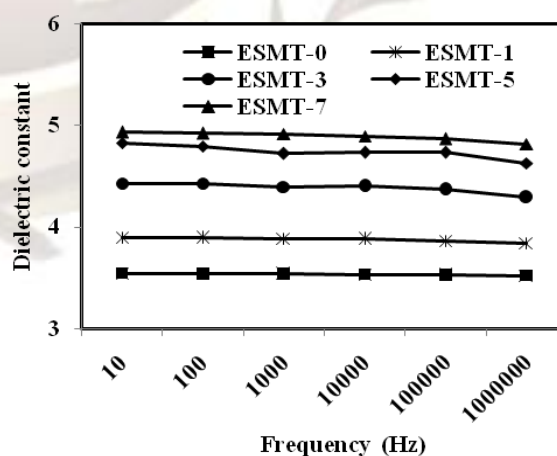 6
5
4
3
Dielectric constant
ESMT-0 ESMT-1
ESMT-3 ESMT-5
ESMT-7
10 100 1000 10000 100000 1000000
Frequency (Hz)